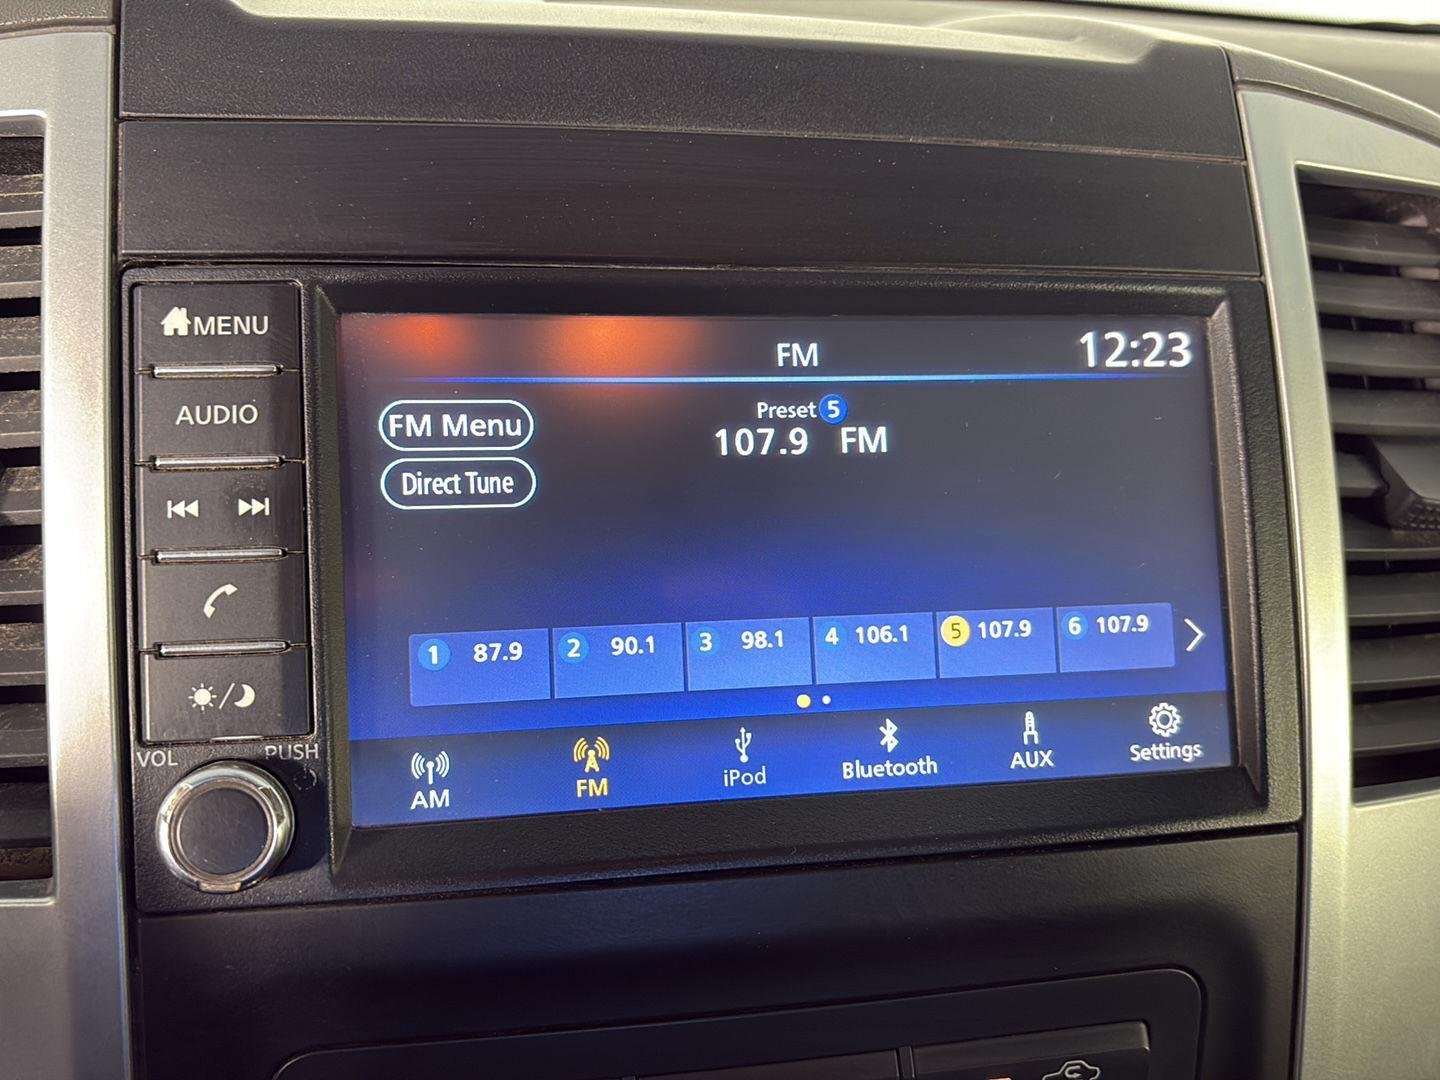 MENU
AUDIO
VOL PUSH
FM 12:23
FM Menu
Direct Tune
Preset 5
107.9 FM
1 87.9 2 90.1 3 98.1 4 106.1 5 107.9 6 107.9
AM FM iPod Bluetooth AUX Settings